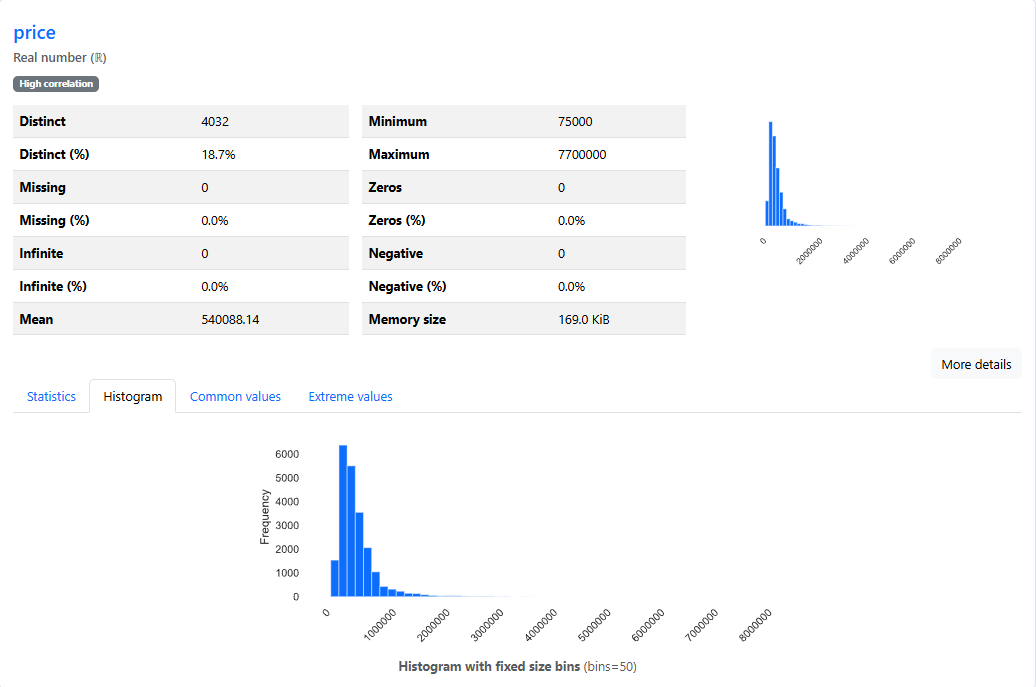 price
Real number (ℝ)
High correlation
Distinct 4032
Distinct (%) 18.7%
Missing 0
Missing (%) 0.0%
Infinite 0
Infinite (%) 0.0%
Mean 540088.14
Minimum 75000
Maximum 7700000
Zeros 0
Zeros (%) 0.0%
Negative 0
Negative (%) 0.0%
Memory size 169.0 KiB
0 2000000 4000000 6000000 8000000
More details
Statistics Histogram Common values Extreme values
6000
5000
4000
3000
2000
1000
0
Frequency
0 1000000 2000000 3000000 4000000 5000000 6000000 7000000 8000000
Histogram with fixed size bins (bins=50)